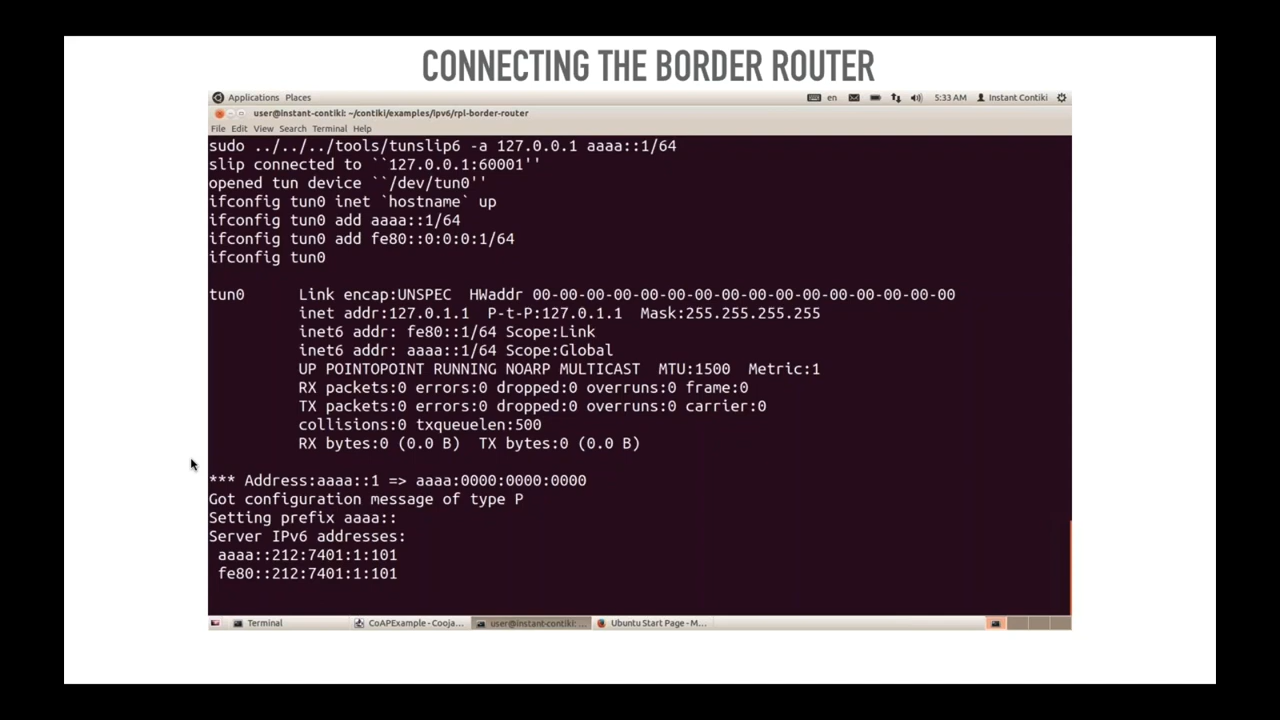 CONNECTING THE BORDER ROUTER
Applications Places en 5:33 AM Instant Contiki
user@instant-contiki: ~/contiki/examples/ipv6/rpl-border-router
File Edit View Search Terminal Help
sudo ../../../tools/tunslip6 -a 127.0.0.1 aaaa::1/64
slip connected to ``127.0.0.1:60001''
opened tun device ``/dev/tun0''
ifconfig tun0 inet `hostname` up
ifconfig tun0 add aaaa::1/64
ifconfig tun0 add fe80::0:0:0:1/64
ifconfig tun0
tun0 Link encap:UNSPEC HWaddr 00-00-00-00-00-00-00-00-00-00-00-00-00-00-00-00
inet addr:127.0.1.1 P-t-P:127.0.1.1 Mask:255.255.255.255
inet6 addr: fe80::1/64 Scope:Link
inet6 addr: aaaa::1/64 Scope:Global
UP POINTOPOINT RUNNING NOARP MULTICAST MTU:1500 Metric:1
RX packets:0 errors:0 dropped:0 overruns:0 frame:0
TX packets:0 errors:0 dropped:0 overruns:0 carrier:0
collisions:0 txqueuelen:500
RX bytes:0 (0.0 B) TX bytes:0 (0.0 B)
*** Address:aaaa::1 => aaaa:0000:0000:0000
Got configuration message of type P
Setting prefix aaaa::
Server IPv6 addresses:
aaaa::212:7401:1:101
fe80::212:7401:1:101
Terminal CoAPExample - Cooja... user@instant-contiki: ... Ubuntu Start Page - M...